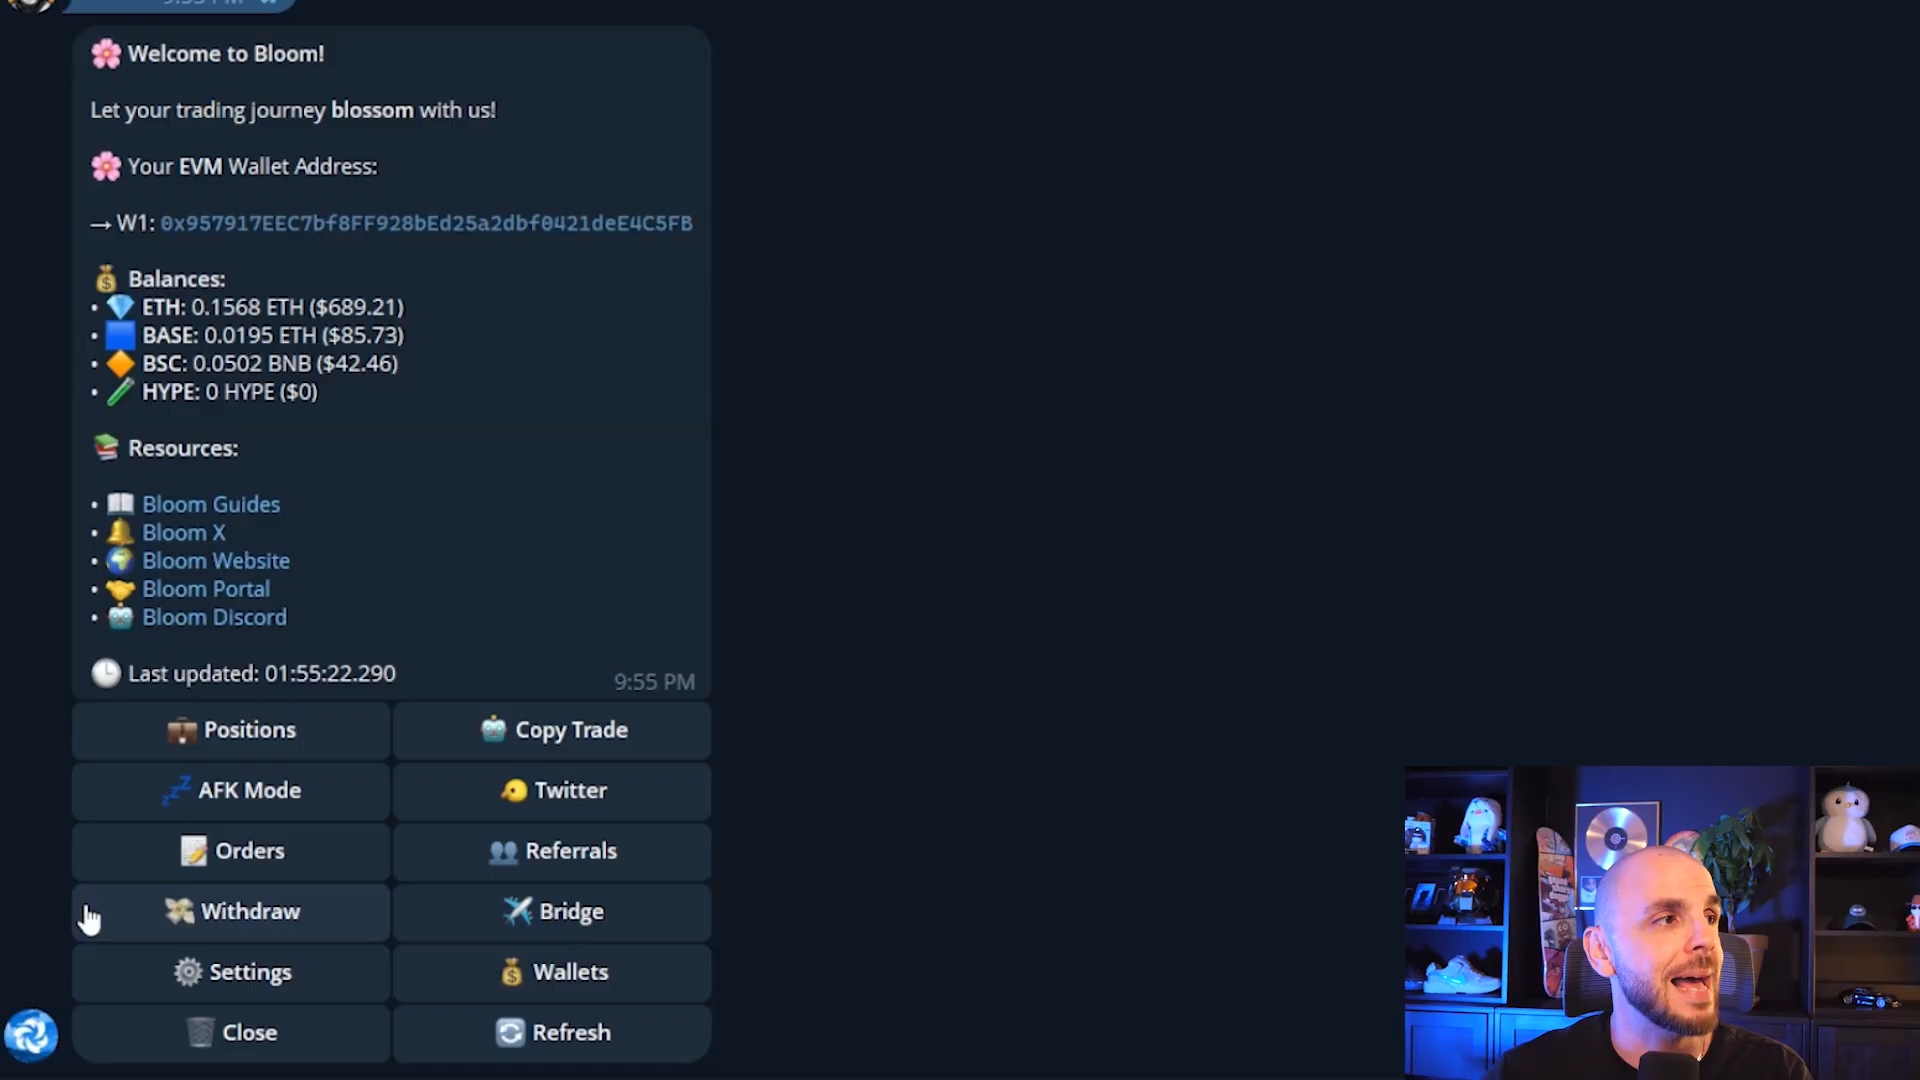 Welcome to Bloom!
Let your trading journey blossom with us!
Your EVM Wallet Address:
→ W1: 0x957917EEC7bf8FF928bEd25a2dbf0421deE4C5FB
Balances:
• ETH: 0.1568 ETH ($689.21)
• BASE: 0.0195 ETH ($85.73)
• BSC: 0.0502 BNB ($42.46)
• HYPE: 0 HYPE ($0)
Resources:
• Bloom Guides
• Bloom X
• Bloom Website
• Bloom Portal
• Bloom Discord
Last updated: 01:55:22.290
9:55 PM
Positions
Copy Trade
AFK Mode
Twitter
Orders
Referrals
Withdraw
Bridge
Settings
Wallets
Close
Refresh